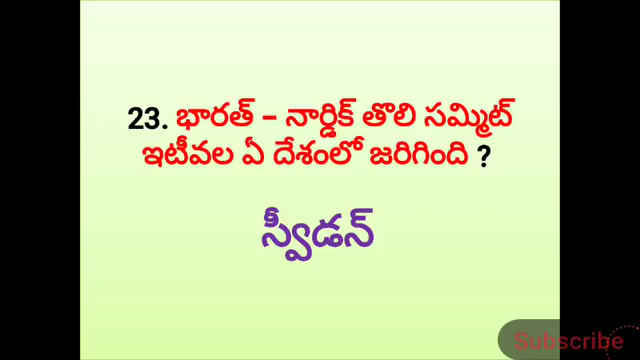 23. భారత్ – నార్డిక్ తొలి సమ్మిట్
ఇటీవల ఏ దేశంలో జరిగింది ?
స్వీడన్
Subscribe